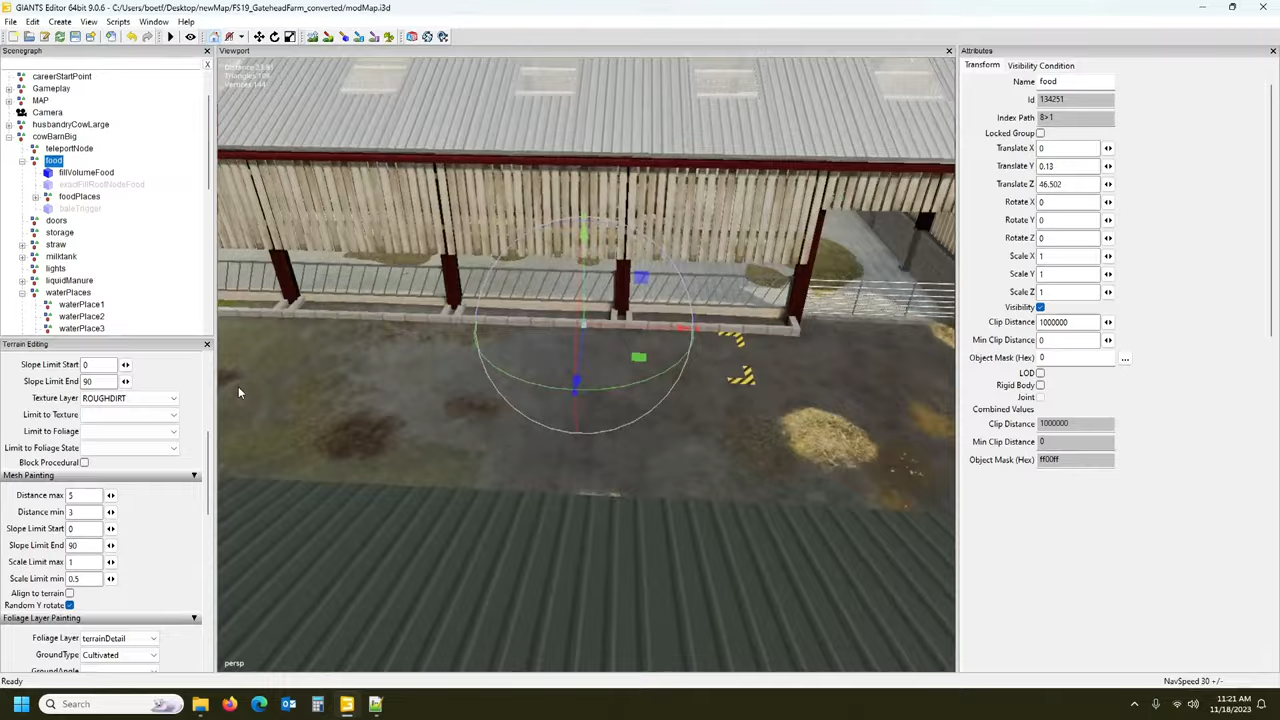 GIANTS Editor 64bit 9.0.6 - C:/Users/boetf/Desktop/newMap/FS19_GateheadFarm_converted/modMap.i3d
File Edit Create View Scripts Window Help
Scenegraph
X
careerStartPoint
Gameplay
MAP
Camera
husbandryCowLarge
cowBarnBig
teleportNode
food
fillVolumeFood
exactFillRootNodeFood
foodPlaces
baleTrigger
doors
storage
straw
milktank
lights
liquidManure
waterPlaces
waterPlace1
waterPlace2
waterPlace3
Terrain Editing
Slope Limit Start 0
Slope Limit End 90
Texture Layer ROUGHDIRT
Limit to Texture
Limit to Foliage
Limit to Foliage State
Block Procedural
Mesh Painting
Distance max 5
Distance min 3
Slope Limit Start 0
Slope Limit End 90
Scale Limit max 1
Scale Limit min 0.5
Align to terrain
Random Y rotate
Foliage Layer Painting
Foliage Layer terrainDetail
GroundType Cultivated
GroundAngle
Ready
Viewport
Triangles 188
Vertices 144
persp
Attributes
Transform Visibility Condition
Name food
Id 134251
Index Path 8>1
Locked Group
Translate X 0
Translate Y 0.13
Translate Z 46.502
Rotate X 0
Rotate Y 0
Rotate Z 0
Scale X 1
Scale Y 1
Scale Z 1
Visibility
Clip Distance 1000000
Min Clip Distance 0
Object Mask (Hex) 0 ...
LOD
Rigid Body
Joint
Combined Values
Clip Distance 1000000
Min Clip Distance 0
Object Mask (Hex) ff00ff
NavSpeed 30 +/-
Search
11:21 AM
11/18/2023